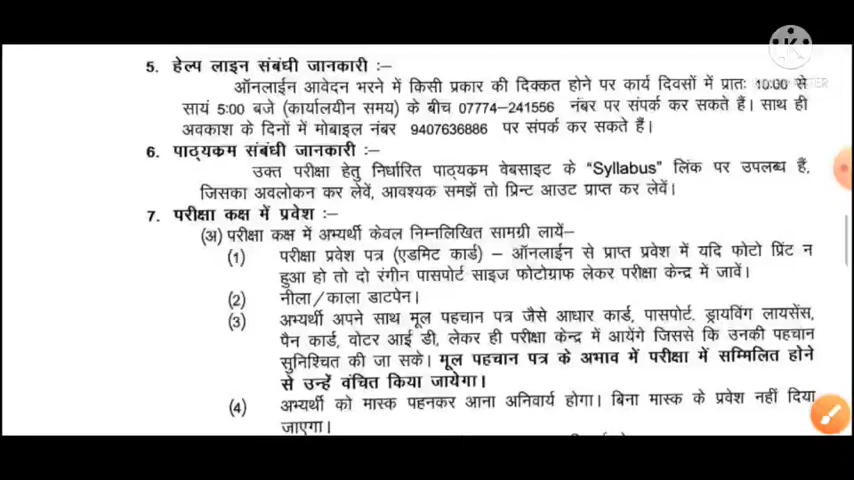 5. हेल्प लाइन संबंधी जानकारी :–
ऑनलाईन आवेदन भरने में किसी प्रकार की दिक्कत होने पर कार्य दिवसों में प्रातः 10:00 से
सायं 5:00 बजे (कार्यालयीन समय) के बीच 07774-241556 नंबर पर संपर्क कर सकते हैं। साथ ही
अवकाश के दिनों में मोबाइल नंबर 9407636886 पर संपर्क कर सकते हैं।
6. पाठ्यकम संबंधी जानकारी :–
उक्त परीक्षा हेतु निर्धारित पाठ्यकम वेबसाइट के “Syllabus” लिंक पर उपलब्ध हैं,
जिसका अवलोकन कर लेवें, आवश्यक समझें तो प्रिन्ट आउट प्राप्त कर लेवें।
7. परीक्षा कक्ष में प्रवेश :–
(अ) परीक्षा कक्ष में अभ्यर्थी केवल निम्नलिखित सामग्री लायें–
(1) परीक्षा प्रवेश पत्र (एडमिट कार्ड) – ऑनलाईन से प्राप्त प्रवेश में यदि फोटो प्रिंट न
हुआ हो तो दो रंगीन पासपोर्ट साइज फोटोग्राफ लेकर परीक्षा केन्द्र में जावें।
(2) नीला/काला डाटपेन।
(3) अभ्यर्थी अपने साथ मूल पहचान पत्र जैसे आधार कार्ड, पासपोर्ट. ड्रायविंग लायसेंस,
पैन कार्ड, वोटर आई डी, लेकर ही परीक्षा केन्द्र में आयेंगे जिससे कि उनकी पहचान
सुनिश्चित की जा सके। मूल पहचान पत्र के अभाव में परीक्षा में सम्मिलित होने
से उन्हें वंचित किया जायेगा।
(4) अभ्यर्थी को मास्क पहनकर आना अनिवार्य होगा। बिना मास्क के प्रवेश नहीं दिया
जाएगा।